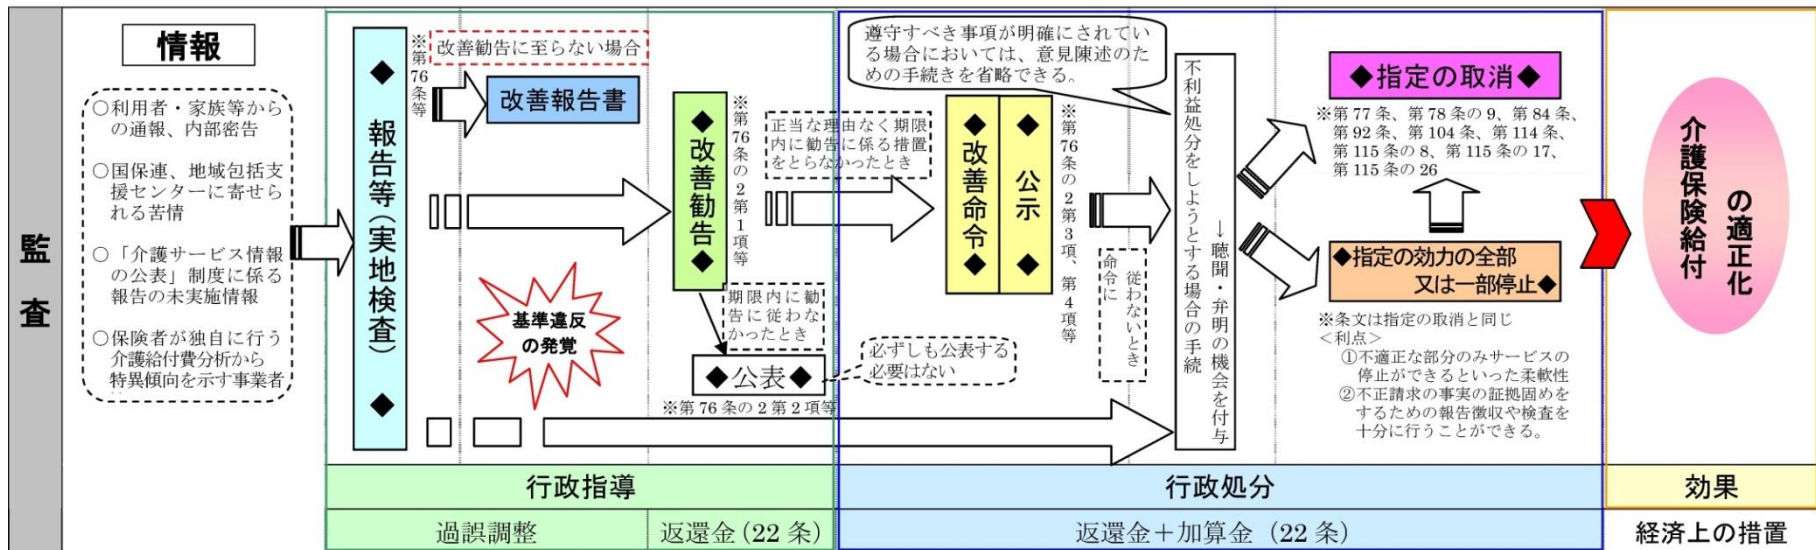 監査
情報
○利用者・家族等から
の通報、内部密告
○国保連、地域包括支
援センターに寄せら
れる苦情
○「介護サービス情報
の公表」制度に係る
報告の未実施情報
○保険者が独自に行う
介護給付費分析から
特異傾向を示す事業者
◆報告等(実地検査)◆
※第76条等
改善勧告に至らない場合
改善報告書
基準違反
の発覚
◆改善勧告◆
※第76条の2第1項等
期限内に勧
告に従わな
かったとき
◆公表◆
※第76条の2第2項等
必ずしも公表する
必要はない
正当な理由なく期限
内に勧告に係る措置
をとらなかったとき
◆改善命令◆
◆公示◆
※第76条の2第3項、第4項等
命令に
従わないとき
遵守すべき事項が明確にされてい
る場合においては、意見陳述のた
めの手続きを省略できる。
不利益処分をしようとする場合の手続
→聴聞・弁明の機会を付与
◆指定の取消◆
※第77条、第78条の9、第84条、
第92条、第104条、第114条、
第115条の8、第115条の17、
第115条の26
◆指定の効力の全部
又は一部停止◆
※条文は指定の取消と同じ
<利点>
①不適正な部分のみサービスの
停止ができるといった柔軟性
②不正請求の事実の証拠固めを
するための報告徴収や検査を
十分に行うことができる。
介護保険給付
の適正化
行政指導
行政処分
効果
過誤調整
返還金(22条)
返還金+加算金(22条)
経済上の措置